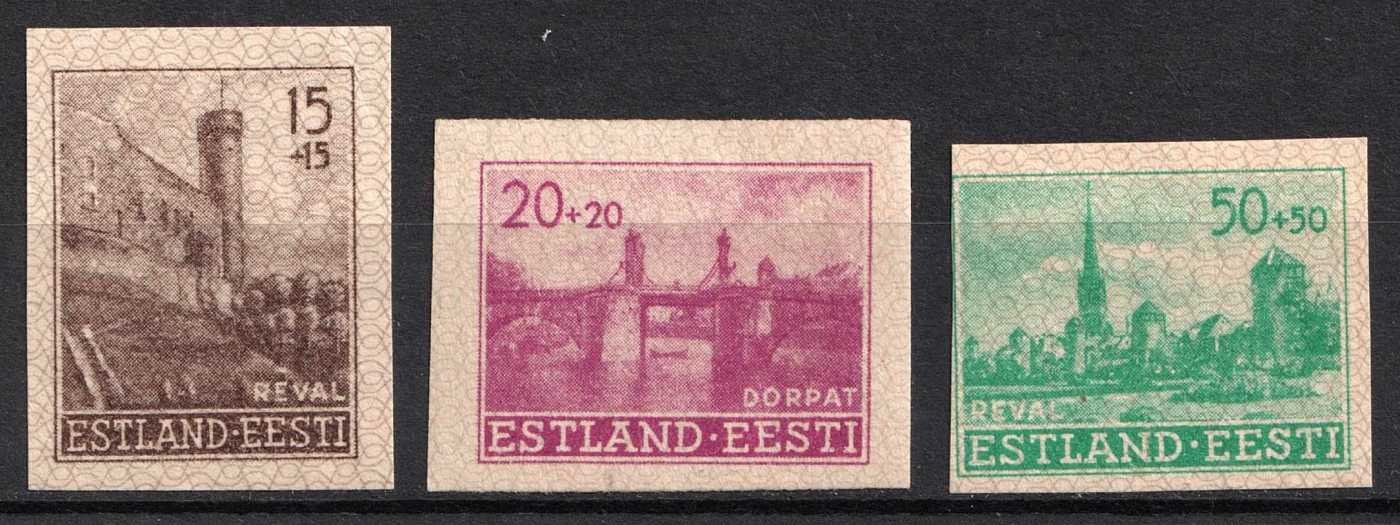 15
+15
REVAL
ESTLAND·EESTI
20+20
DORPAT
ESTLAND·EESTI
50+50
REVAL
ESTLAND·EESTI